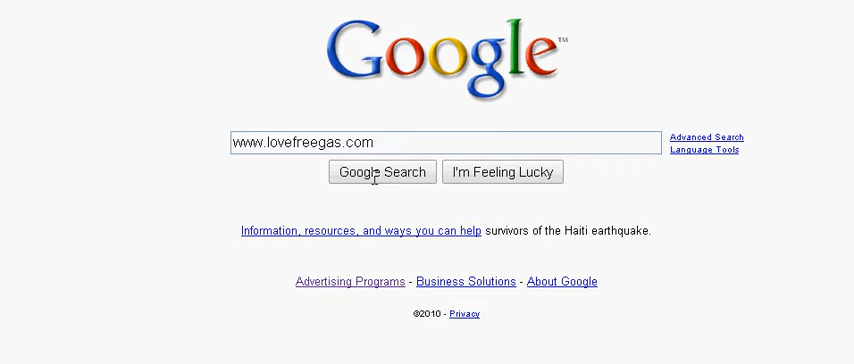 Google™
www.lovefreegas.com
Advanced Search
Language Tools
Google Search I'm Feeling Lucky
Information, resources, and ways you can help survivors of the Haiti earthquake.
Advertising Programs - Business Solutions - About Google
©2010 - Privacy